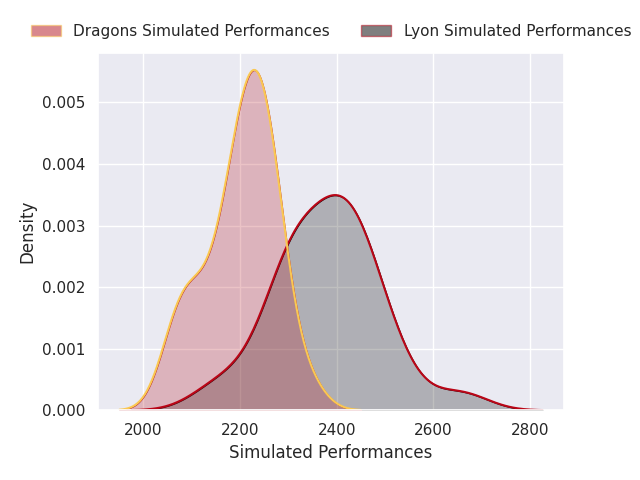 Dragons Simulated Performances Lyon Simulated Performances
0.005
0.004
0.003
0.002
0.001
0.000
Density
2000 2200 2400 2600 2800
Simulated Performances